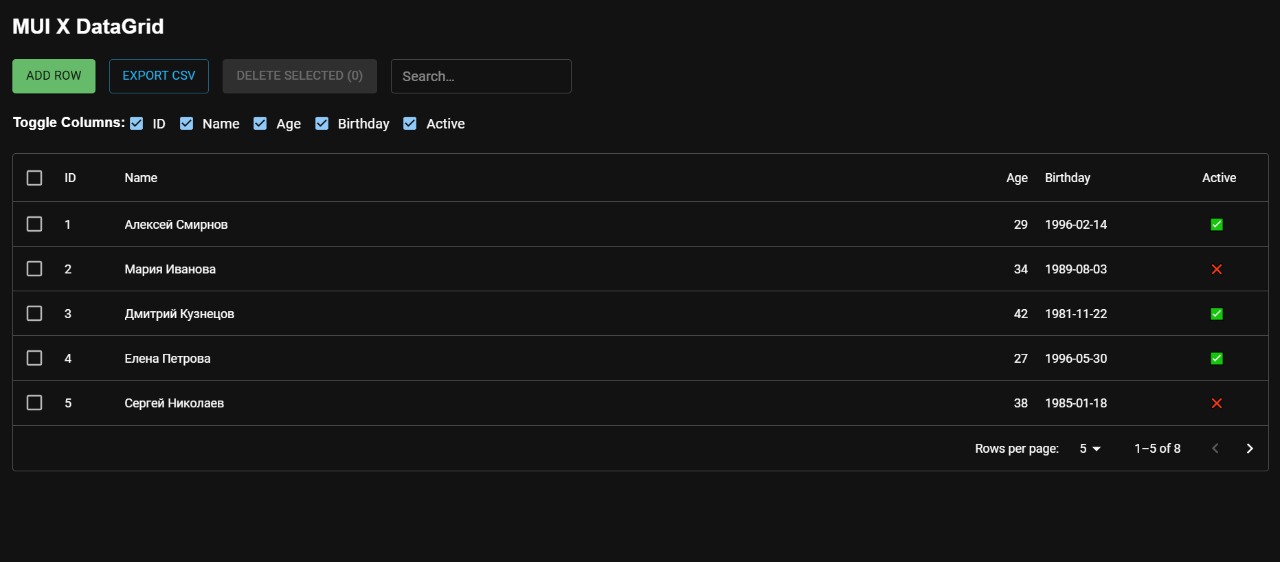 MUI X DataGrid
ADD ROW EXPORT CSV DELETE SELECTED (0) Search...
Toggle Columns: ID Name Age Birthday Active
ID Name Age Birthday Active
1 Алексей Смирнов 29 1996-02-14
2 Мария Иванова 34 1989-08-03
3 Дмитрий Кузнецов 42 1981-11-22
4 Елена Петрова 27 1996-05-30
5 Сергей Николаев 38 1985-01-18
Rows per page: 5 1–5 of 8